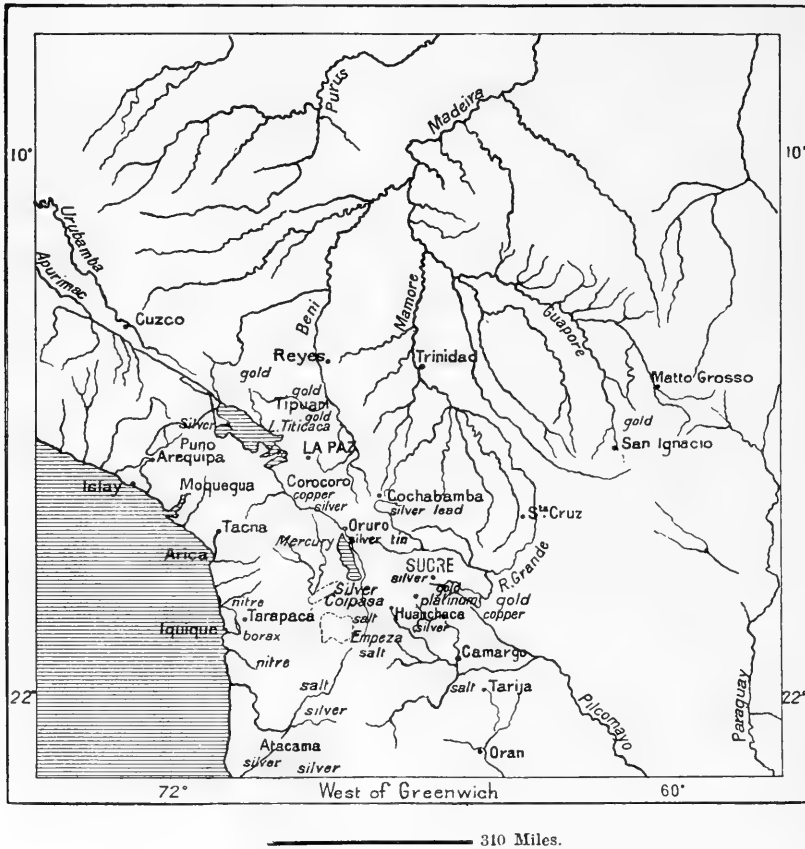 Purus
Madeira
10°
10°
Urubamba
Apurimac
Cuzco
Beni
Mamore
Guapore
Reyes
Trinidad
Matto Grosso
gold
gold
Tipuani
gold
gold
Silver
L. Titicaca
Puno
LA PAZ
San Ignacio
Arequipa
Islay
Moquegua
Corocoro
copper
silver
Cochabamba
silver lead
Sta Cruz
Tacna
Oruro
silver tin
Arica
Mercury
SUCRE
silver
R. Grande
Silver
Coipasa
gold
platinum
gold
copper
nitre
Tarapaca
salt
Huanchaca
silver
Iquique
borax
Empeza
salt
nitre
Camargo
salt
salt
Tarija
22°
22°
silver
Pilcomayo
Paraguay
Atacama
silver
silver
Oran
72°
West of Greenwich
60°
310 Miles.